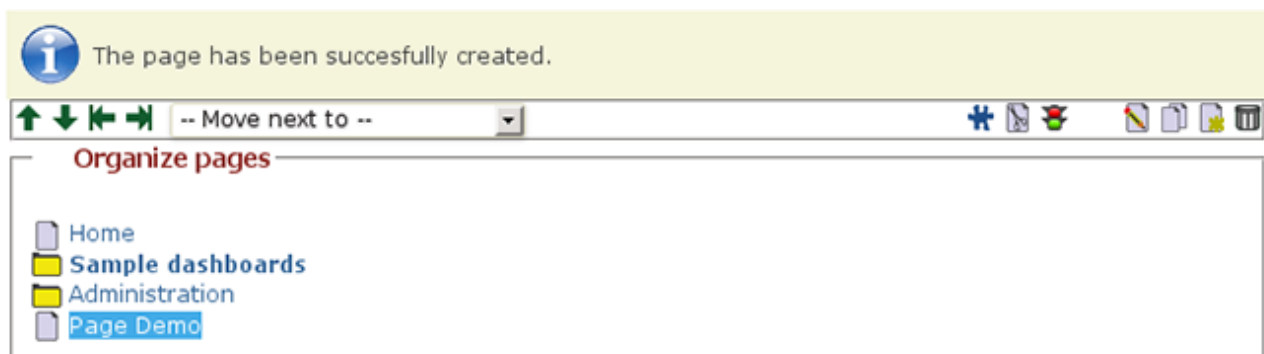 The page has been succesfully created.
-- Move next to --
Organize pages
Home
Sample dashboards
Administration
Page Demo